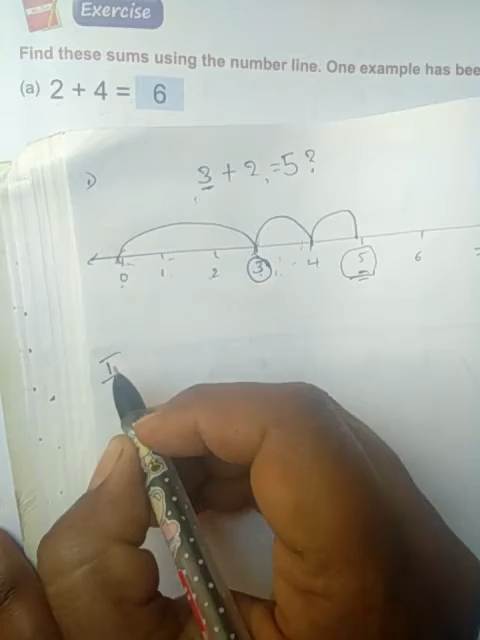 Exercise
Find these sums using the number line. One example has bee
(a) 2 + 4 = 6
1) 3 + 2 = 5?
0 1 2 3 4 5 6